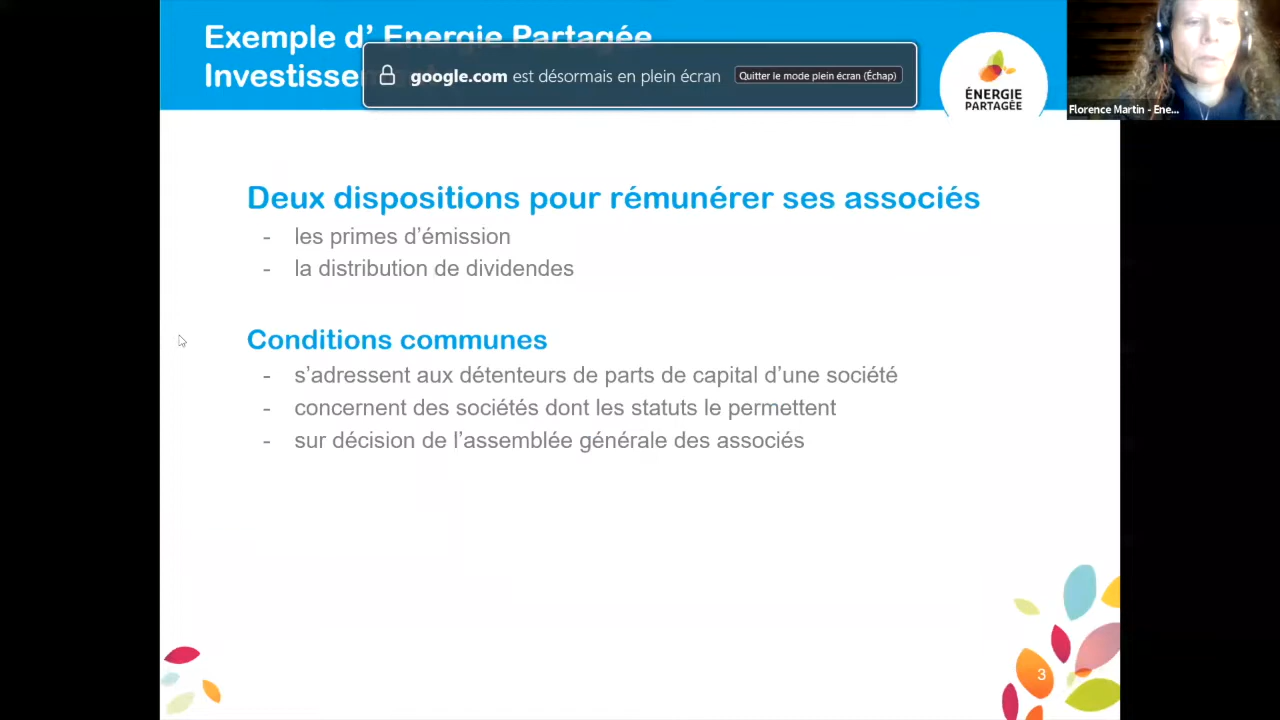 Exemple d’ Energie Partagée
Investissem
google.com est désormais en plein écran
Quitter le mode plein écran (Échap)
ÉNERGIE
PARTAGÉE
Florence Martin - Ene...
Deux dispositions pour rémunérer ses associés
- les primes d’émission
- la distribution de dividendes
Conditions communes
- s’adressent aux détenteurs de parts de capital d’une société
- concernent des sociétés dont les statuts le permettent
- sur décision de l’assemblée générale des associés
3